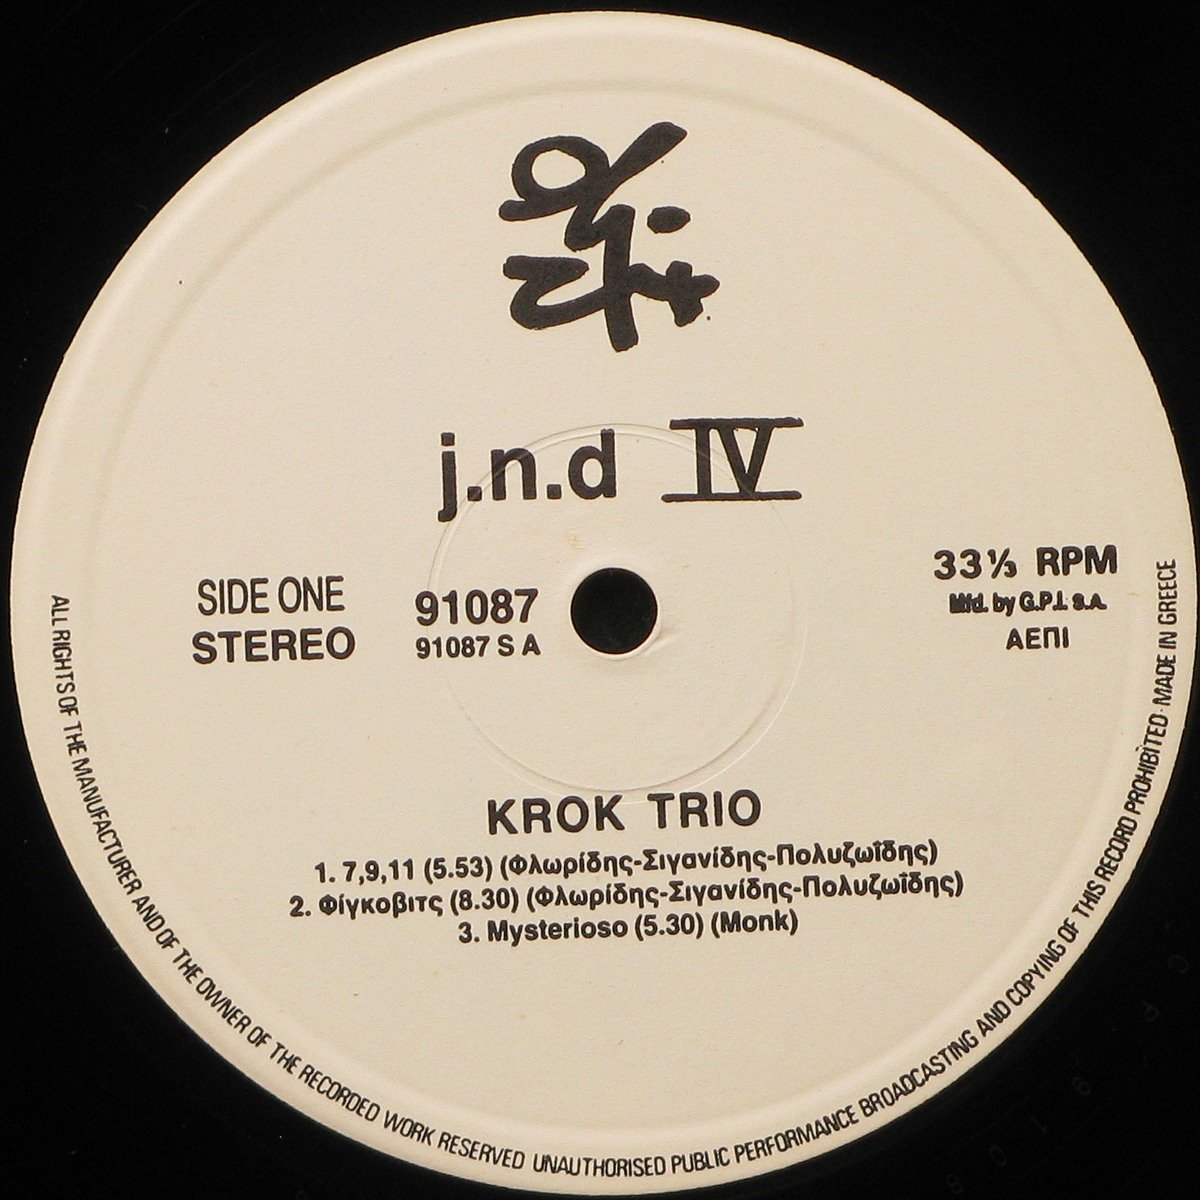 j.n.d IV
SIDE ONE
STEREO
91087
91087 S A
33⅓ RPM
Mfd. by G.P.I. S.A.
ΑΕΠΙ
KROK TRIO
1. 7,9,11 (5.53) (Φλωρίδης-Σιγανίδης-Πολυζωΐδης)
2. Φίγκοβιτς (8.30) (Φλωρίδης-Σιγανίδης-Πολυζωΐδης)
3. Mysterioso (5.30) (Monk)
ALL RIGHTS OF THE MANUFACTURER AND OF THE OWNER OF THE RECORDED WORK RESERVED UNAUTHORISED PUBLIC PERFORMANCE BROADCASTING AND COPYING OF THIS RECORD PROHIBITED · MADE IN GREECE